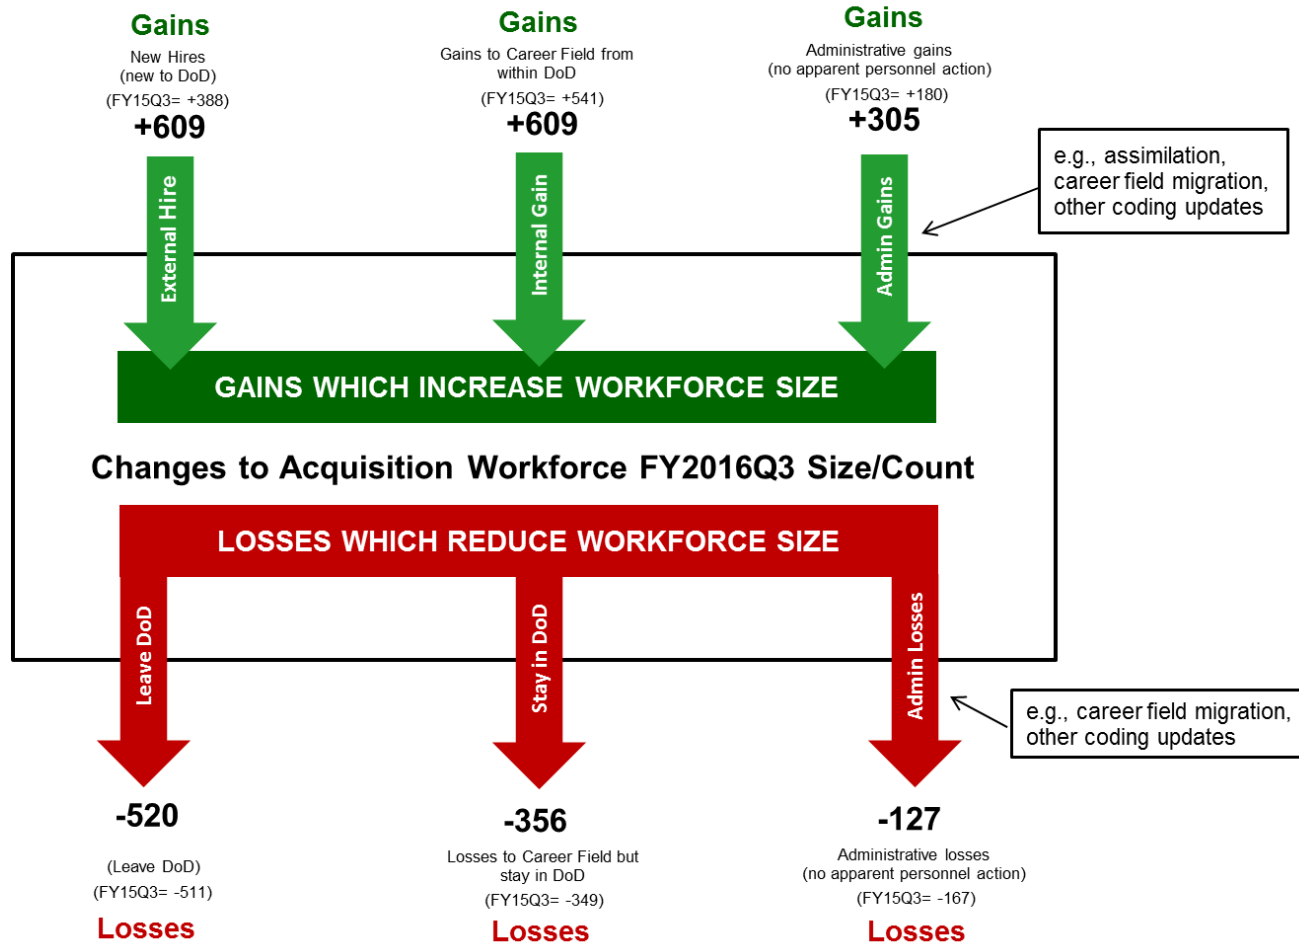 Gains
New Hires
(new to DoD)
(FY15Q3= +388)
+609
Gains
Gains to Career Field from
within DoD
(FY15Q3= +541)
+609
Gains
Administrative gains
(no apparent personnel action)
(FY15Q3= +180)
+305
e.g., assimilation,
career field migration,
other coding updates
External Hire
Internal Gain
Admin Gains
GAINS WHICH INCREASE WORKFORCE SIZE
Changes to Acquisition Workforce FY2016Q3 Size/Count
LOSSES WHICH REDUCE WORKFORCE SIZE
Leave DoD
Stay in DoD
Admin Losses
e.g., career field migration,
other coding updates
-520
(Leave DoD)
(FY15Q3= -511)
Losses
-356
Losses to Career Field but
stay in DoD
(FY15Q3= -349)
Losses
-127
Administrative losses
(no apparent personnel action)
(FY15Q3= -167)
Losses